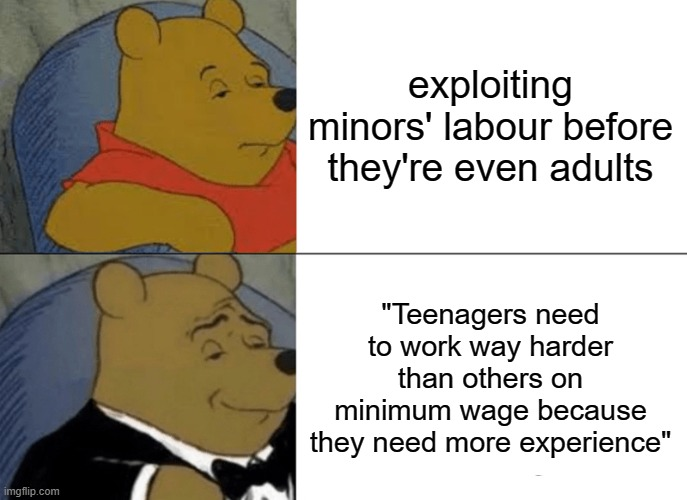 exploiting
minors' labour before
they're even adults
"Teenagers need
to work way harder
than others on
minimum wage because
they need more experience"
imgflip.com